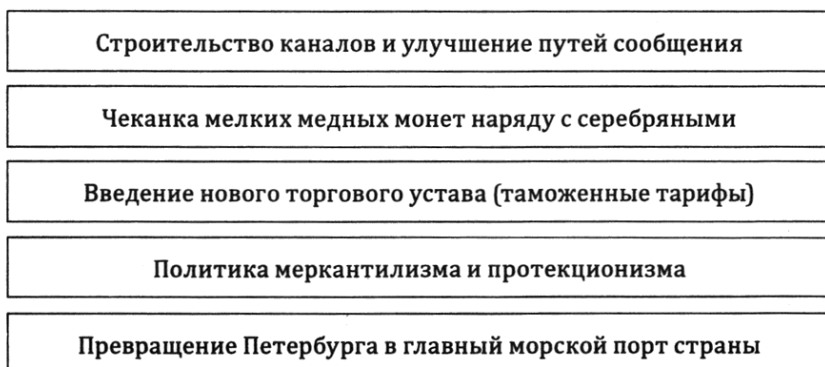 Строительство каналов и улучшение путей сообщения
Чеканка мелких медных монет наряду с серебряными
Введение нового торгового устава (таможенные тарифы)
Политика меркантилизма и протекционизма
Превращение Петербурга в главный морской порт страны